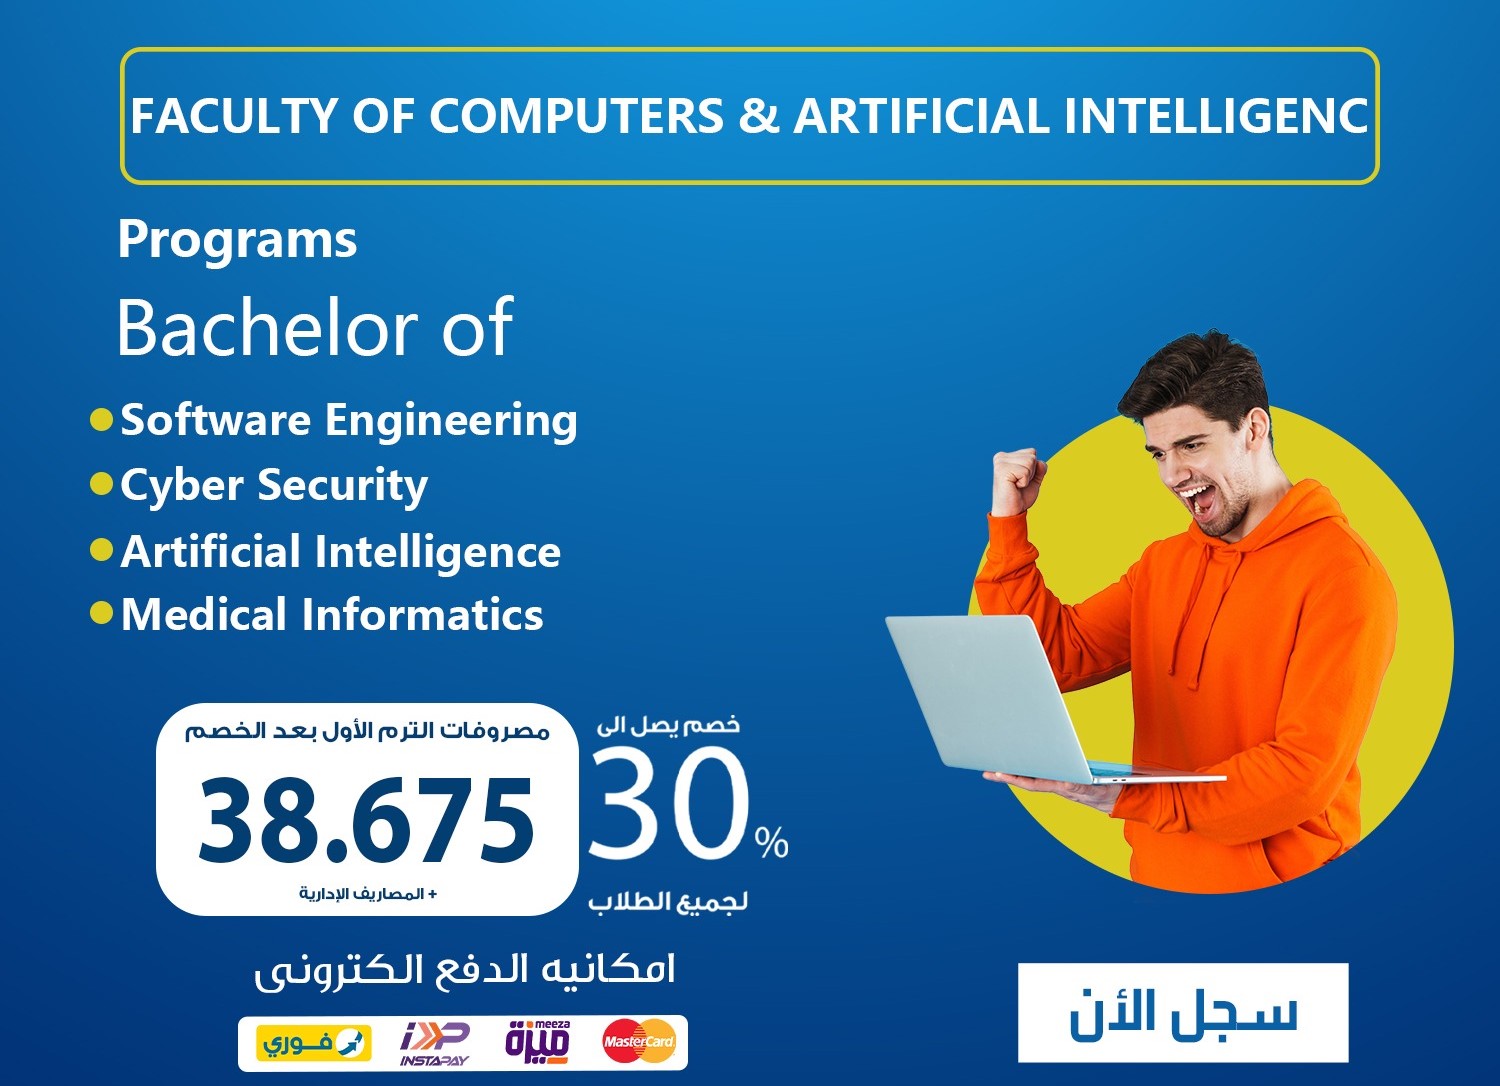 FACULTY OF COMPUTERS & ARTIFICIAL INTELLIGENC
Programs
Bachelor of
Software Engineering
Cyber Security
Artificial Intelligence
Medical Informatics
مصروفات الترم الأول بعد الخصم
38.675
+ المصاريف الإدارية
خصم يصل الى
30%
لجميع الطلاب
امكانيه الدفع الكترونى
فوري
INSTAPAY
meeza
ميزة
MasterCard
سجل الأن